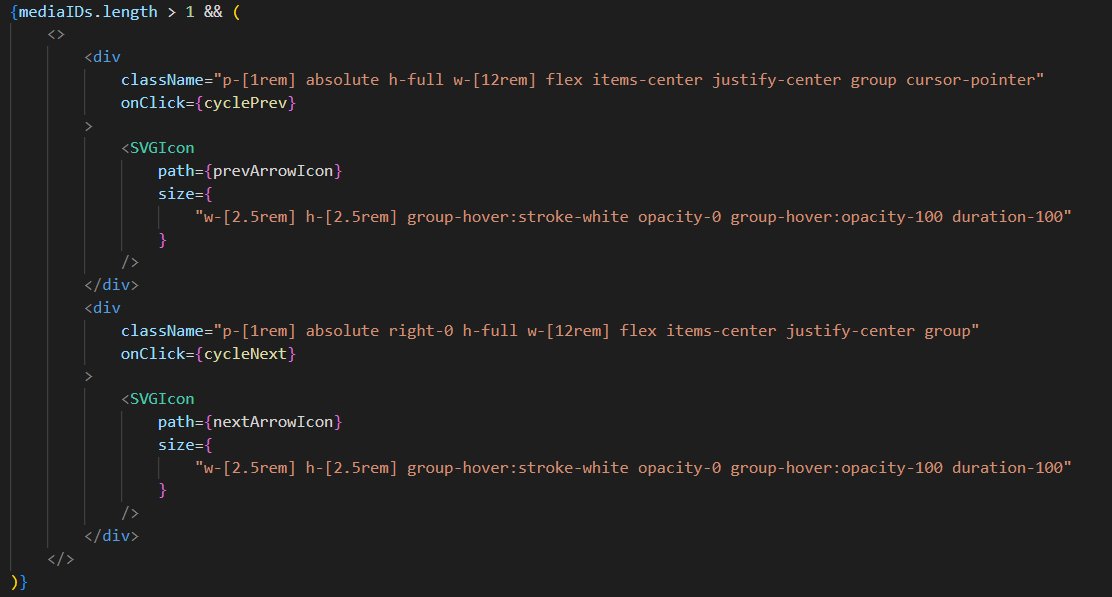 {mediaIDs.length > 1 && (
<>
<div
className="p-[1rem] absolute h-full w-[12rem] flex items-center justify-center group cursor-pointer"
onClick={cyclePrev}
>
<SVGIcon
path={prevArrowIcon}
size={
"w-[2.5rem] h-[2.5rem] group-hover:stroke-white opacity-0 group-hover:opacity-100 duration-100"
}
/>
</div>
<div
className="p-[1rem] absolute right-0 h-full w-[12rem] flex items-center justify-center group"
onClick={cycleNext}
>
<SVGIcon
path={nextArrowIcon}
size={
"w-[2.5rem] h-[2.5rem] group-hover:stroke-white opacity-0 group-hover:opacity-100 duration-100"
}
/>
</div>
</>
)}